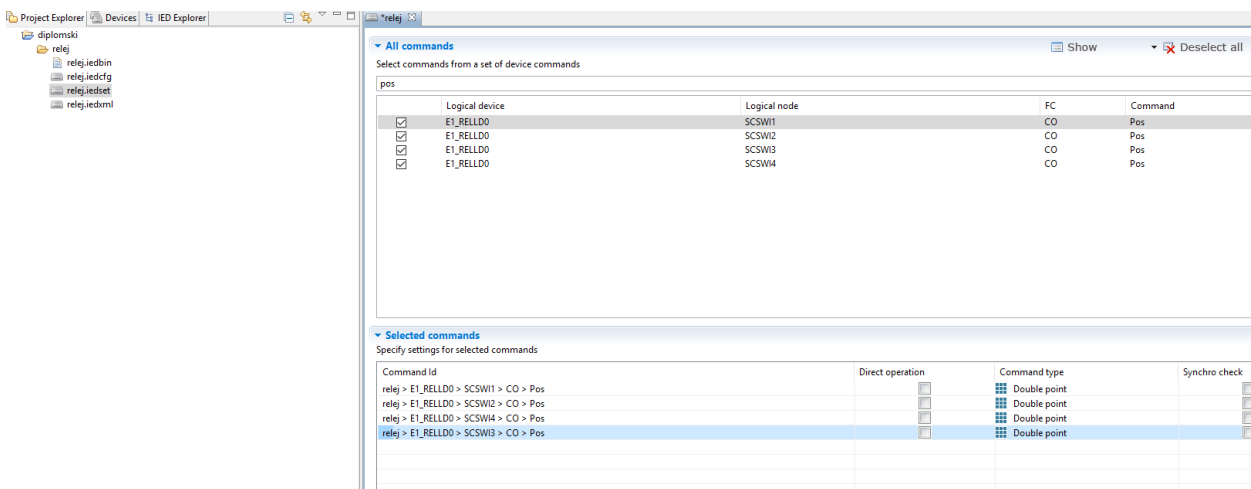 Project Explorer Devices IED Explorer
diplomski
relej
relej.iedbin
relej.iedcfg
relej.iedset
relej.iedxml
*relej
All commands Show Deselect all
Select commands from a set of device commands
pos
Logical device Logical node FC Command
E1_RELLD0 SCSWI1 CO Pos
E1_RELLD0 SCSWI2 CO Pos
E1_RELLD0 SCSWI3 CO Pos
E1_RELLD0 SCSWI4 CO Pos
Selected commands
Specify settings for selected commands
Command Id Direct operation Command type Synchro check
relej > E1_RELLD0 > SCSWI1 > CO > Pos Double point
relej > E1_RELLD0 > SCSWI2 > CO > Pos Double point
relej > E1_RELLD0 > SCSWI4 > CO > Pos Double point
relej > E1_RELLD0 > SCSWI3 > CO > Pos Double point